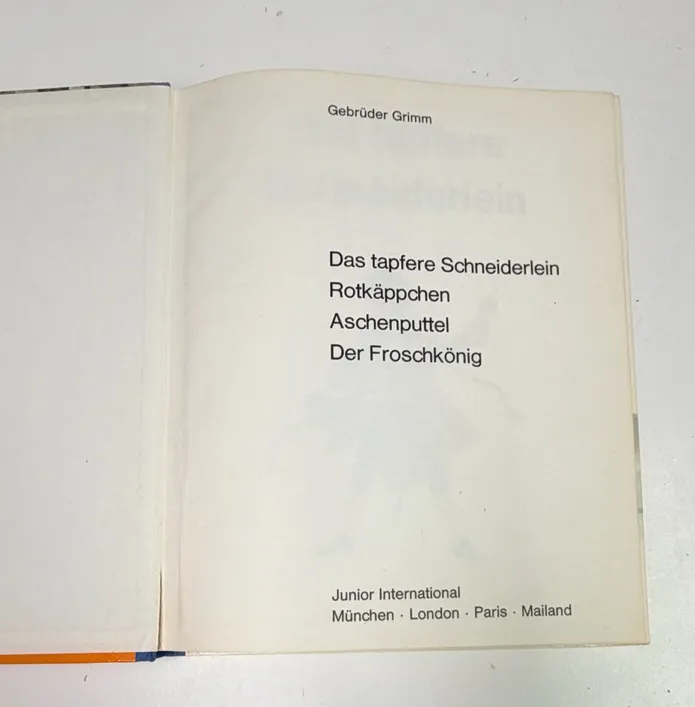 Gebrüder Grimm
Das tapfere Schneiderlein
Rotkäppchen
Aschenputtel
Der Froschkönig
Junior International
München · London · Paris · Mailand